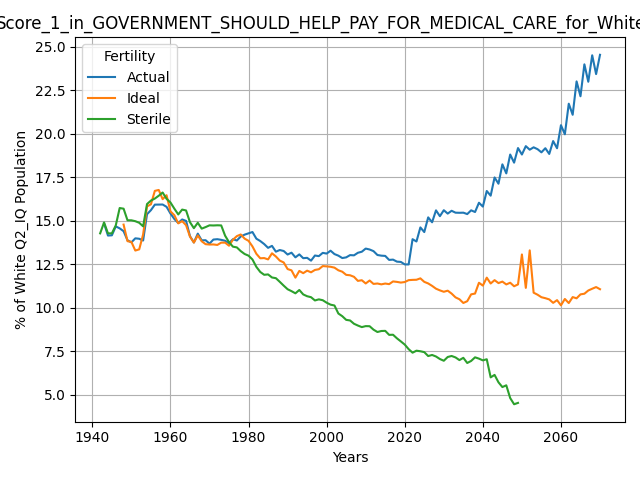 Score_1_in_GOVERNMENT_SHOULD_HELP_PAY_FOR_MEDICAL_CARE_for_White
Fertility
Actual
Ideal
Sterile
% of White Q2_IQ Population
25.0
22.5
20.0
17.5
15.0
12.5
10.0
7.5
5.0
1940 1960 1980 2000 2020 2040 2060
Years